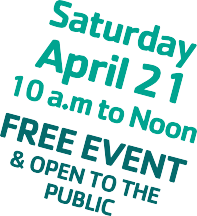 Saturday
April 21
10 a.m to Noon
FREE EVENT
& OPEN TO THE
PUBLIC